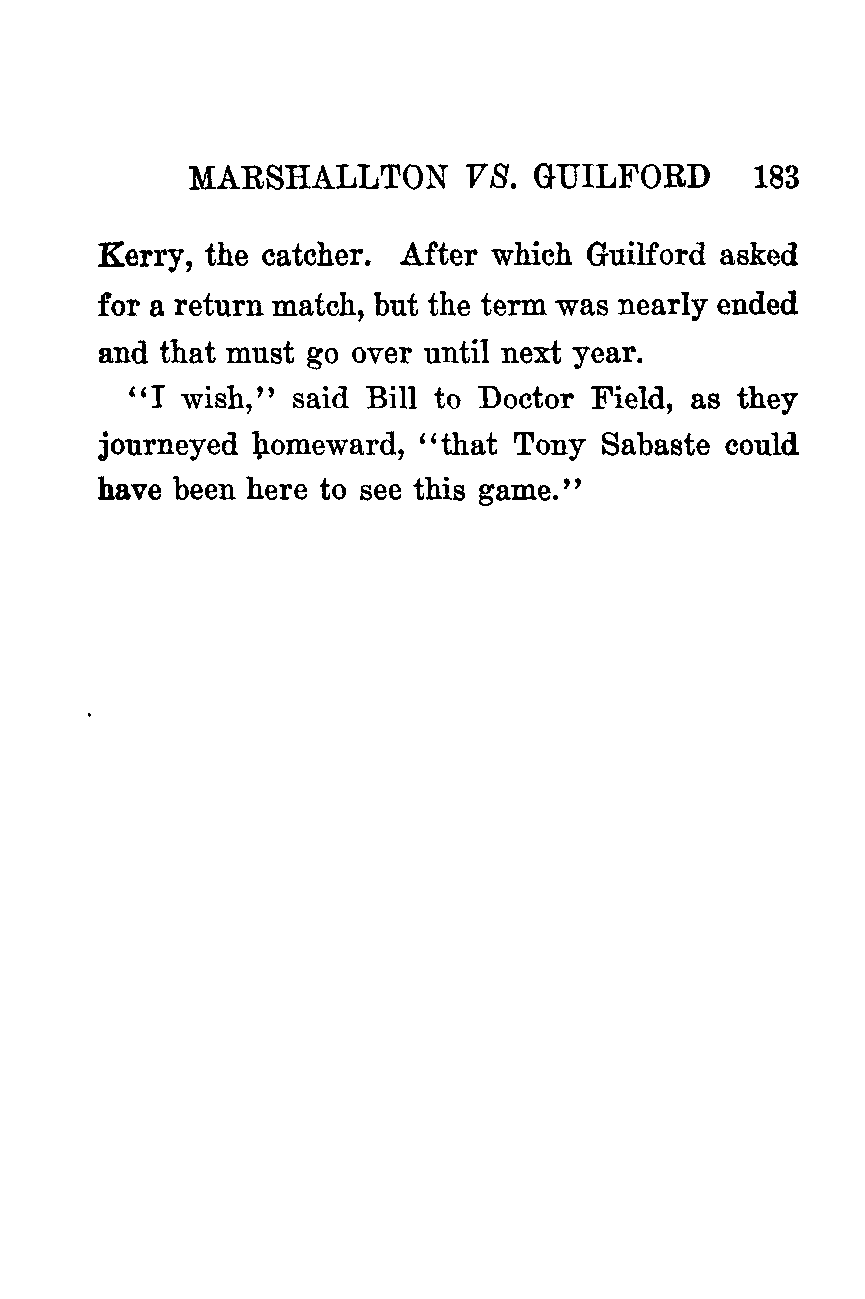 MARSHALLTON VS. GUILFORD 183
Kerry, the catcher. After which Guilford asked
for a return match, but the term was nearly ended
and that must go over until next year.
"I wish," said Bill to Doctor Field, as they
journeyed homeward, "that Tony Sabaste could
have been here to see this game."